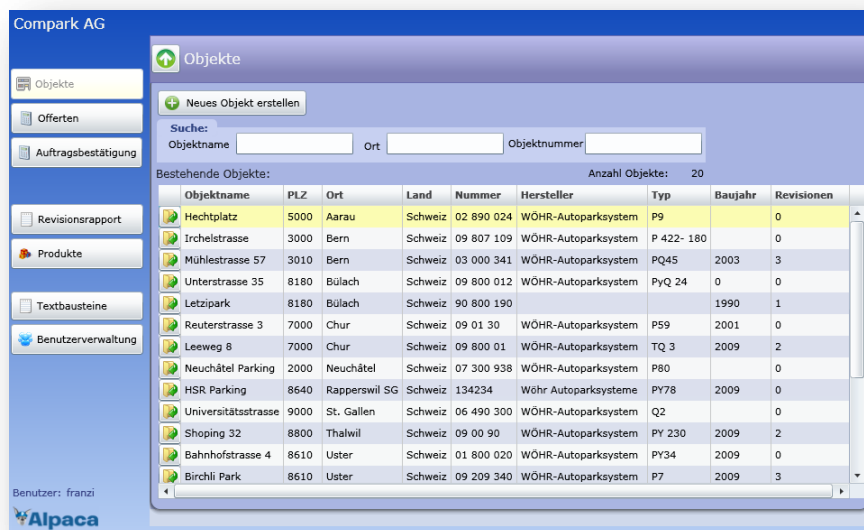 Compark AG
Objekte
Objekte
Offerten
Auftragsbestätigung
Revisionsrapport
Produkte
Textbausteine
Benutzerverwaltung
Neues Objekt erstellen
Suche:
Objektname Ort Objektnummer
Bestehende Objekte: Anzahl Objekte: 20
Objektname PLZ Ort Land Nummer Hersteller Typ Baujahr Revisionen
Hechtplatz 5000 Aarau Schweiz 02 890 024 WÖHR-Autoparksystem P9 0
Irchelstrasse 3000 Bern Schweiz 09 807 109 WÖHR-Autoparksystem P 422- 180 0
Mühlestrasse 57 3010 Bern Schweiz 03 000 341 WÖHR-Autoparksystem PQ45 2003 3
Unterstrasse 35 8180 Bülach Schweiz 09 800 012 WÖHR-Autoparksystem PyQ 24 0 0
Letzipark 8180 Bülach Schweiz 90 800 190 1990 1
Reuterstrasse 3 7000 Chur Schweiz 09 01 30 WÖHR-Autoparksystem P59 2001 0
Leeweg 8 7000 Chur Schweiz 09 800 01 WÖHR-Autoparksystem TQ 3 2009 2
Neuchâtel Parking 2000 Neuchâtel Schweiz 07 300 938 WÖHR-Autoparksystem P80 0
HSR Parking 8640 Rapperswil SG Schweiz 134234 Wöhr Autoparksysteme PY78 2009 0
Universitätsstrasse 9000 St. Gallen Schweiz 06 490 300 WÖHR-Autoparksystem Q2 0
Shoping 32 8800 Thalwil Schweiz 09 00 90 WÖHR-Autoparksystem PY 230 2009 2
Bahnhofstrasse 4 8610 Uster Schweiz 01 800 020 WÖHR-Autoparksystem PY34 2009 0
Birchli Park 8610 Uster Schweiz 09 209 340 WÖHR-Autoparksystem P7 2009 3
Benutzer: franzi
Alpaca